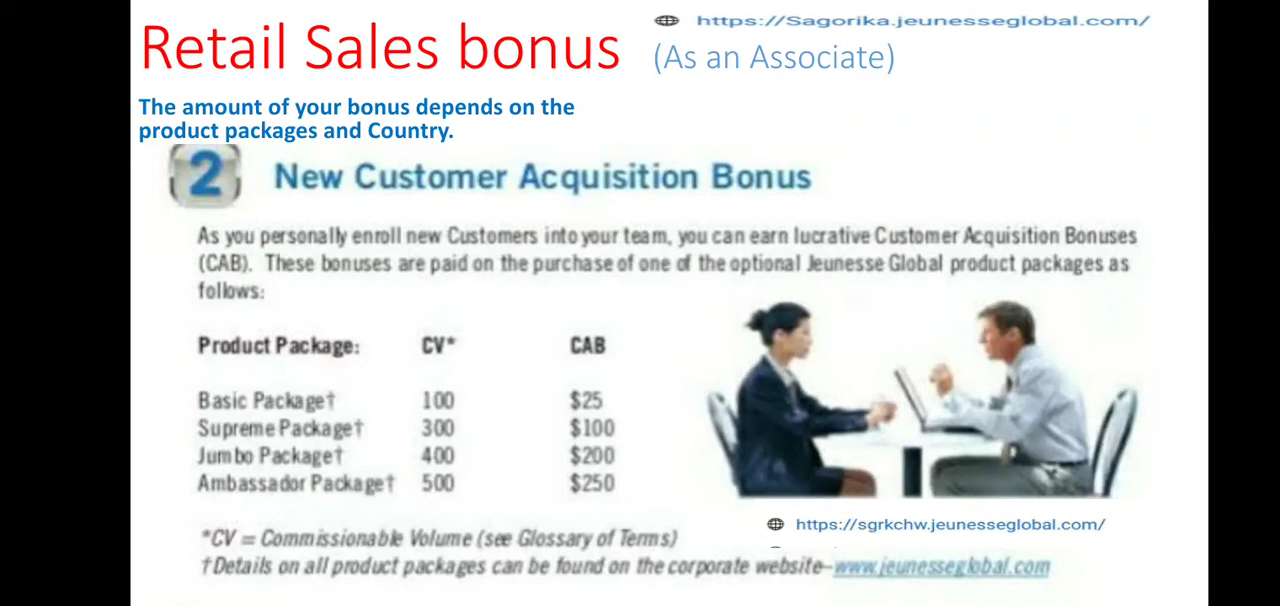 https://Sagorika.jeunesseglobal.com/
Retail Sales bonus (As an Associate)
The amount of your bonus depends on the
product packages and Country.
2 New Customer Acquisition Bonus
As you personally enroll new Customers into your team, you can earn lucrative Customer Acquisition Bonuses
(CAB). These bonuses are paid on the purchase of one of the optional Jeunesse Global product packages as
follows:
Product Package: CV* CAB
Basic Package† 100 $25
Supreme Package† 300 $100
Jumbo Package† 400 $200
Ambassador Package† 500 $250
https://sgrkchw.jeunesseglobal.com/
*CV = Commissionable Volume (see Glossary of Terms)
†Details on all product packages can be found on the corporate website–www.jeunesseglobal.com